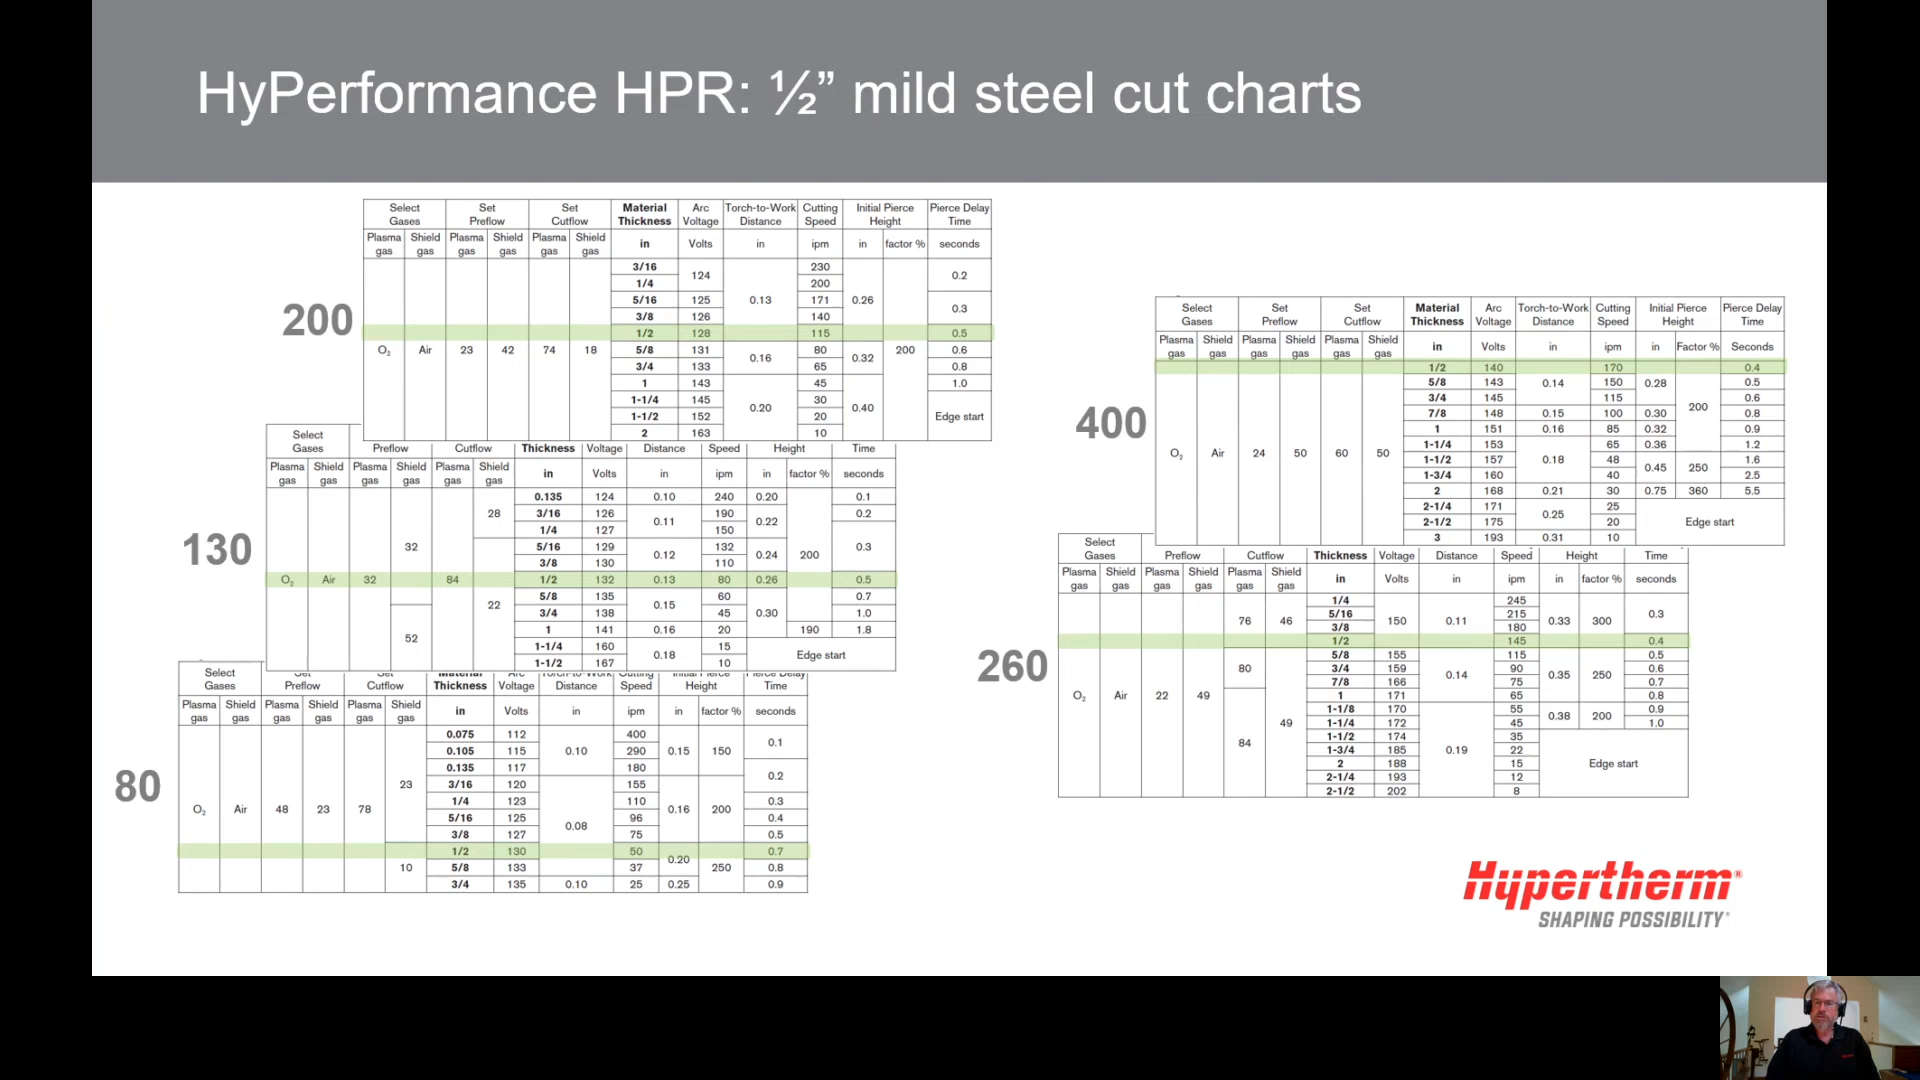 HyPerformance HPR: ½” mild steel cut charts
200
Select Gases Set Preflow Set Cutflow Material Thickness Arc Voltage Torch-to-Work Distance Cutting Speed Initial Pierce Height Pierce Delay Time
Plasma gas Shield gas Plasma gas Shield gas Plasma gas Shield gas in Volts in ipm in factor % seconds
3/16 124 0.13 230 0.26 0.2
1/4 200
5/16 125 171 0.3
3/8 126 140
1/2 128 115 0.5
O₂ Air 23 42 74 18 5/8 131 0.16 80 0.32 200 0.6
3/4 133 65 0.8
1 143 0.20 45 0.40 1.0
1-1/4 145 30 Edge start
1-1/2 152 20
2 163 10
130
Select Gases Preflow Cutflow Thickness Voltage Distance Speed Height Time
Plasma gas Shield gas Plasma gas Shield gas Plasma gas Shield gas in Volts in ipm in factor % seconds
0.135 124 0.10 240 0.20 0.1
28 3/16 126 0.11 190 0.22 0.2
1/4 127 150
32 5/16 129 0.12 132 0.24 200 0.3
3/8 130 110
O₂ Air 32 84 1/2 132 0.13 80 0.26 0.5
22 5/8 135 0.15 60 0.30 0.7
3/4 138 45 1.0
52 1 141 0.16 20 190 1.8
1-1/4 160 0.18 15 Edge start
1-1/2 167 10
80
Select Gases Set Preflow Set Cutflow Material Thickness Arc Voltage Torch-to-Work Distance Cutting Speed Initial Pierce Height Pierce Delay Time
Plasma gas Shield gas Plasma gas Shield gas Plasma gas Shield gas in Volts in ipm in factor % seconds
0.075 112 0.10 400 0.15 150 0.1
0.105 115 290
0.135 117 180 0.2
23 3/16 120 155
1/4 123 110 0.3
O₂ Air 48 23 78 5/16 125 0.08 96 0.16 200 0.4
3/8 127 75 0.5
1/2 130 50 0.20 0.7
10 5/8 133 37 250 0.8
3/4 135 0.10 25 0.25 0.9
400
Select Gases Set Preflow Set Cutflow Material Thickness Arc Voltage Torch-to-Work Distance Cutting Speed Initial Pierce Height Pierce Delay Time
Plasma gas Shield gas Plasma gas Shield gas Plasma gas Shield gas in Volts in ipm in Factor % Seconds
1/2 140 170 0.4
5/8 143 0.14 150 0.28 0.5
3/4 145 115 200 0.6
7/8 148 0.15 100 0.30 0.8
1 151 0.16 85 0.32 0.9
1-1/4 153 65 0.36 1.2
O₂ Air 24 50 60 50 1-1/2 157 0.18 48 0.45 250 1.6
1-3/4 160 40 2.5
2 168 0.21 30 0.75 360 5.5
2-1/4 171 0.25 25 Edge start
2-1/2 175 20
3 193 0.31 10
260
Select Gases Preflow Cutflow Thickness Voltage Distance Speed Height Time
Plasma gas Shield gas Plasma gas Shield gas Plasma gas Shield gas in Volts in ipm in factor % seconds
1/4 245
5/16 215 0.3
76 46 3/8 150 0.11 180 0.33 300
1/2 145 0.4
5/8 155 115 0.5
80 3/4 159 0.14 90 0.35 250 0.6
7/8 166 75 0.7
O₂ Air 22 49 1 171 65 0.8
1-1/8 170 55 0.38 200 0.9
49 1-1/4 172 45 1.0
84 1-1/2 174 0.19 35
1-3/4 185 22 Edge start
2 188 15
2-1/4 193 12
2-1/2 202 8
Hypertherm®
SHAPING POSSIBILITY®